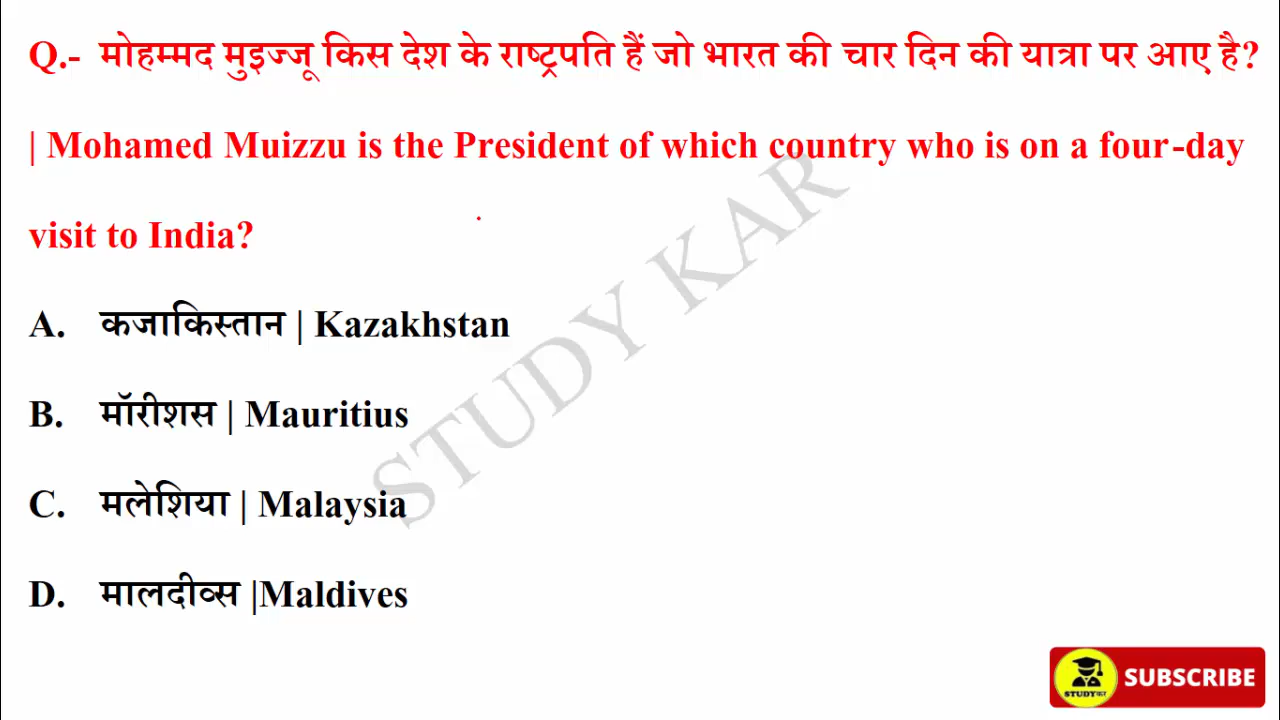 Q.- मोहम्मद मुइज्जू किस देश के राष्ट्रपति हैं जो भारत की चार दिन की यात्रा पर आए है?
| Mohamed Muizzu is the President of which country who is on a four-day
visit to India?
A. कजाकिस्तान | Kazakhstan
B. मॉरीशस | Mauritius
C. मलेशिया | Malaysia
D. मालदीव्स |Maldives
STUDY KAR
STUDYकर
SUBSCRIBE